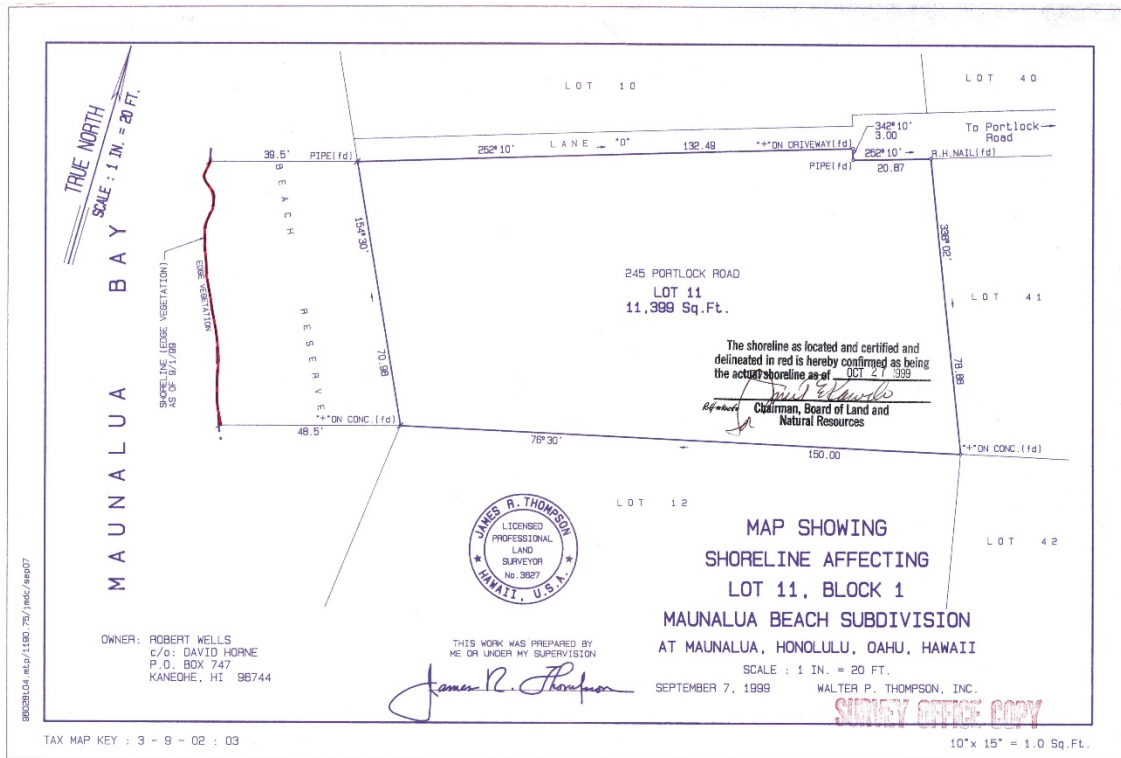 LOT 10
LOT 40
TRUE NORTH
SCALE : 1 IN. = 20 FT.
39.5'
PIPE(fd)
252°10'
LANE "D"
132.49
"+"ON DRIVEWAY(fd)
342°10'
3.00
To Portlock
Road
PIPE(fd)
252°10'
20.87
R.H.NAIL(fd)
MAUNALUA BAY
SHORELINE (EDGE VEGETATION)
AS OF 9/1/99
EDGE VEGETATION
BEACH RESERVE
154°30'
70.98
245 PORTLOCK ROAD
LOT 11
11,399 Sq.Ft.
338°02'
78.88
LOT 41
The shoreline as located and certified and
delineated in red is hereby confirmed as being
the actual shoreline as of OCT 27 1999
Chairman, Board of Land and
Natural Resources
"+"ON CONC.(fd)
48.5'
76°30'
150.00
"+"ON CONC.(fd)
LOT 12
LOT 42
JAMES R. THOMPSON
LICENSED
PROFESSIONAL
LAND
SURVEYOR
No. 3627
HAWAII, U.S.A.
MAP SHOWING
SHORELINE AFFECTING
LOT 11, BLOCK 1
MAUNALUA BEACH SUBDIVISION
AT MAUNALUA, HONOLULU, OAHU, HAWAII
SCALE : 1 IN. = 20 FT.
SEPTEMBER 7, 1999 WALTER P. THOMPSON, INC.
SURVEY OFFICE COPY
OWNER: ROBERT WELLS
c/o: DAVID HORNE
P.O. BOX 747
KANEOHE, HI 96744
THIS WORK WAS PREPARED BY
ME OR UNDER MY SUPERVISION
James R. Thompson
TAX MAP KEY : 3 - 9 - 02 : 03
10"x 15" = 1.0 Sq.Ft.